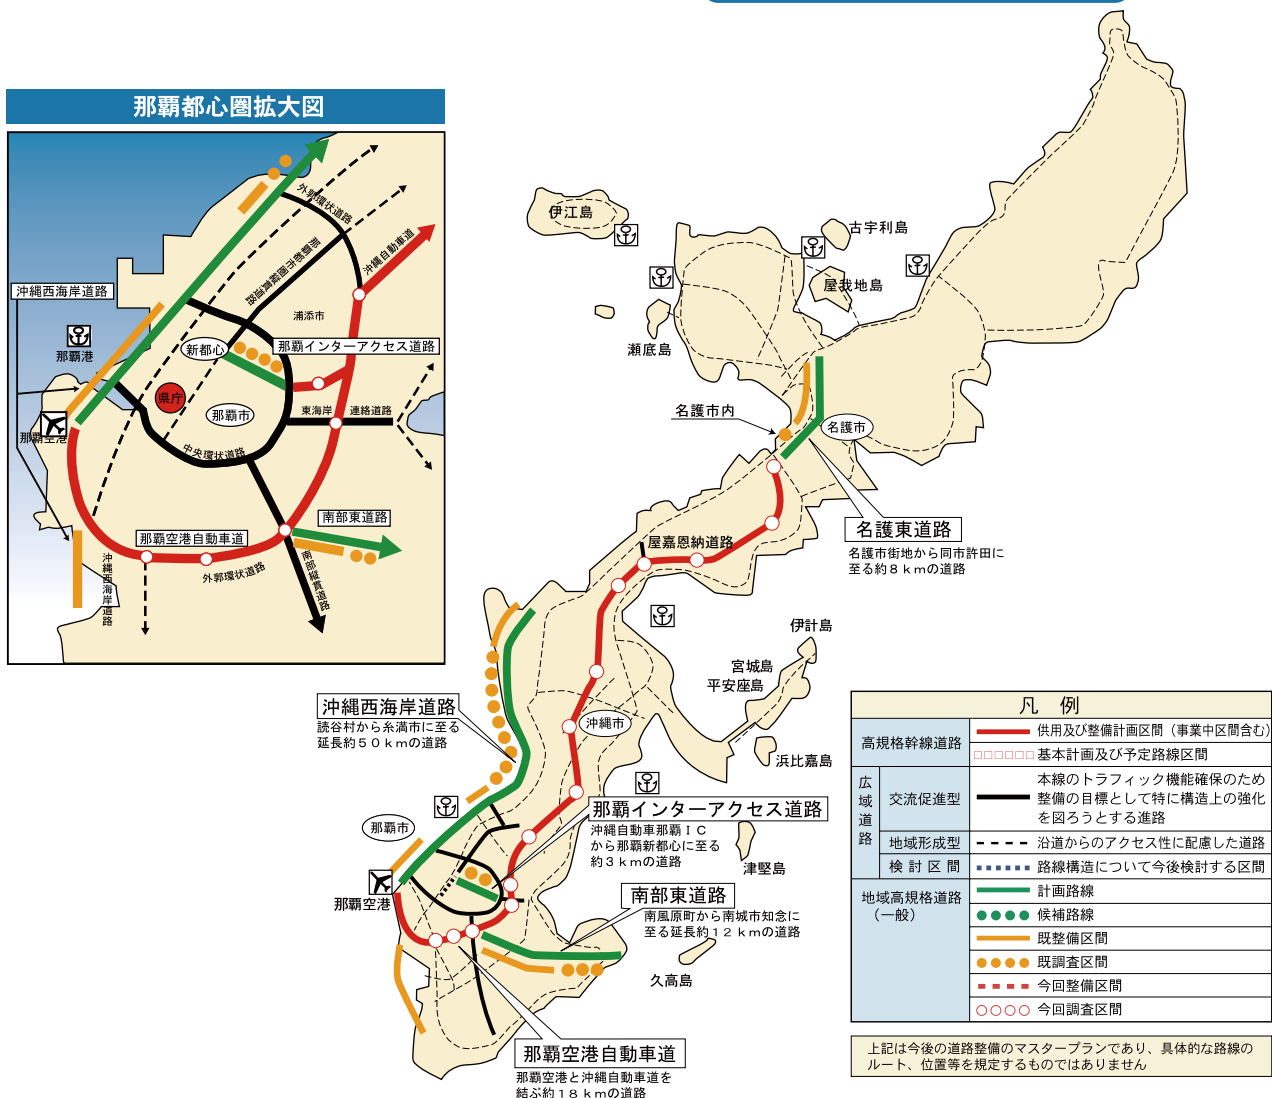 那覇都心圏拡大図
外郭環状道路
那覇都市圏縦貫道路
沖縄自動車道
沖縄西海岸道路
浦添市
那覇港
新都心
那覇インターアクセス道路
県庁
那覇市
東海岸 連絡道路
那覇空港
中央環状道路
南部東道路
那覇空港自動車道
沖縄西海岸道路
外郭環状道路
南部縦貫道路
伊江島
古宇利島
屋我地島
瀬底島
名護市内
名護市
名護東道路
名護市街地から同市許田に
至る約8kmの道路
屋嘉恩納道路
伊計島
宮城島
平安座島
浜比嘉島
沖縄西海岸道路
読谷村から糸満市に至る
延長約50kmの道路
沖縄市
那覇インターアクセス道路
沖縄自動車那覇IC
から那覇新都心に至る
約3kmの道路
那覇市
津堅島
那覇空港
南部東道路
南風原町から南城市知念に
至る延長約12kmの道路
久高島
那覇空港自動車道
那覇空港と沖縄自動車道を
結ぶ約18kmの道路
凡 例
高規格幹線道路
供用及び整備計画区間(事業中区間含む)
基本計画及び予定路線区間
広域道路
交流促進型
本線のトラフィック機能確保のため
整備の目標として特に構造上の強化
を図ろうとする進路
地域形成型
沿道からのアクセス性に配慮した道路
検討区間
路線構造について今後検討する区間
地域高規格道路
(一般)
計画路線
候補路線
既整備区間
既調査区間
今回整備区間
今回調査区間
上記は今後の道路整備のマスタープランであり、具体的な路線の
ルート、位置等を規定するものではありません